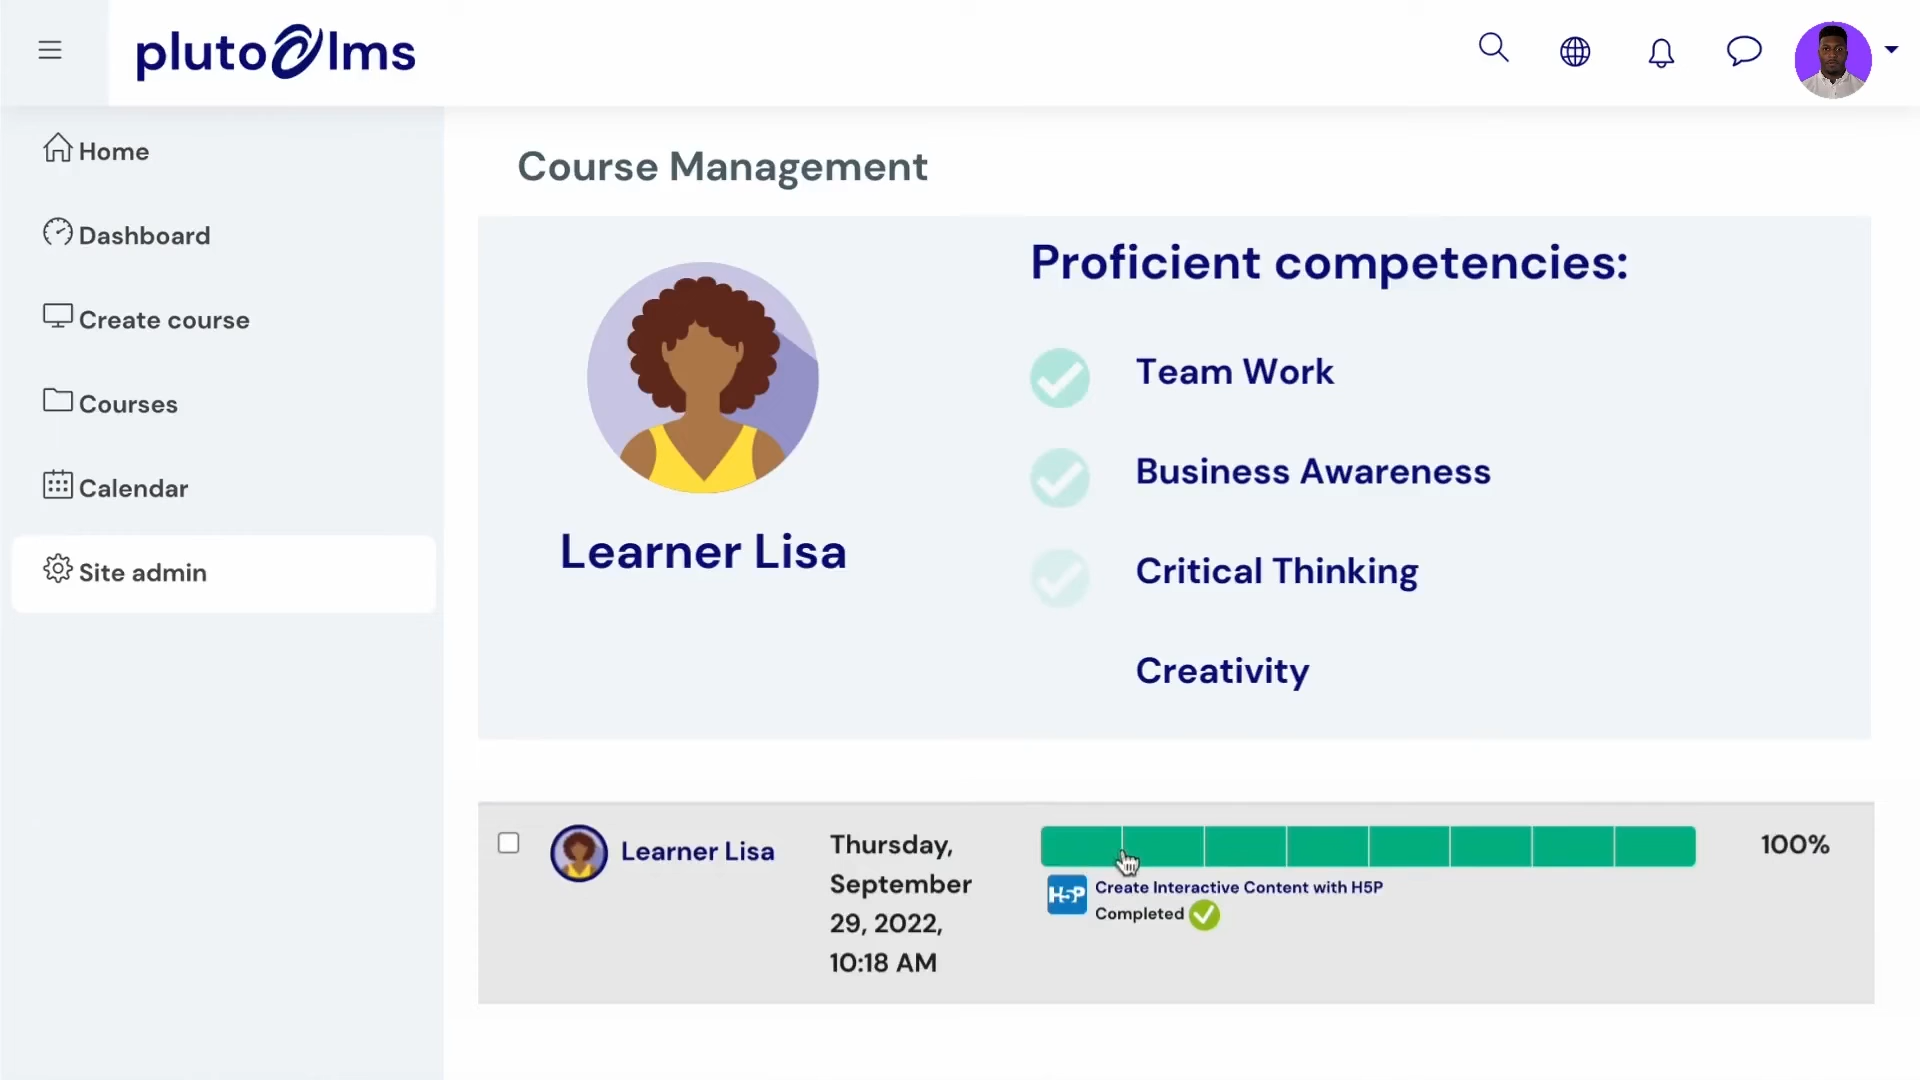 pluto lms
Home
Dashboard
Create course
Courses
Calendar
Site admin
Course Management
Learner Lisa
Proficient competencies:
Team Work
Business Awareness
Critical Thinking
Creativity
Learner Lisa
Thursday,
September
29, 2022,
10:18 AM
100%
H5P
Create Interactive Content with H5P
Completed